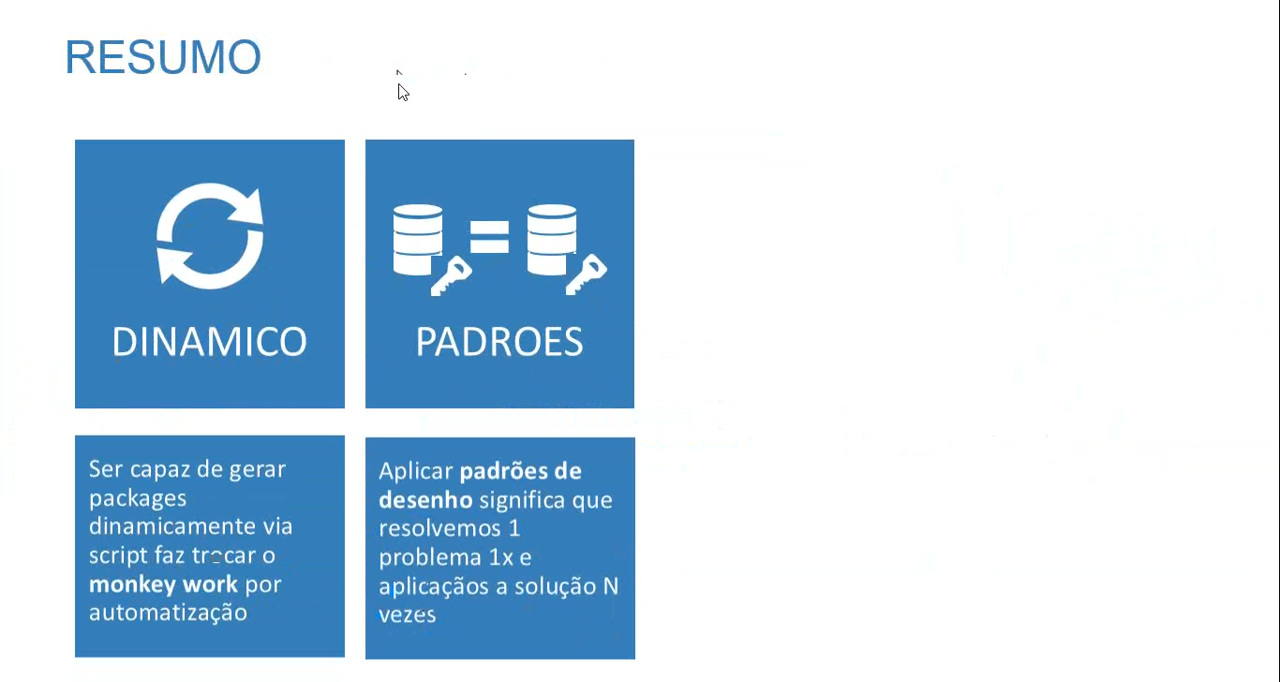 RESUMO
DINAMICO
PADROES
Ser capaz de gerar
packages
dinamicamente via
script faz trocar o
monkey work por
automatização
Aplicar padrões de
desenho significa que
resolvemos 1
problema 1x e
aplicaçãos a solução N
vezes